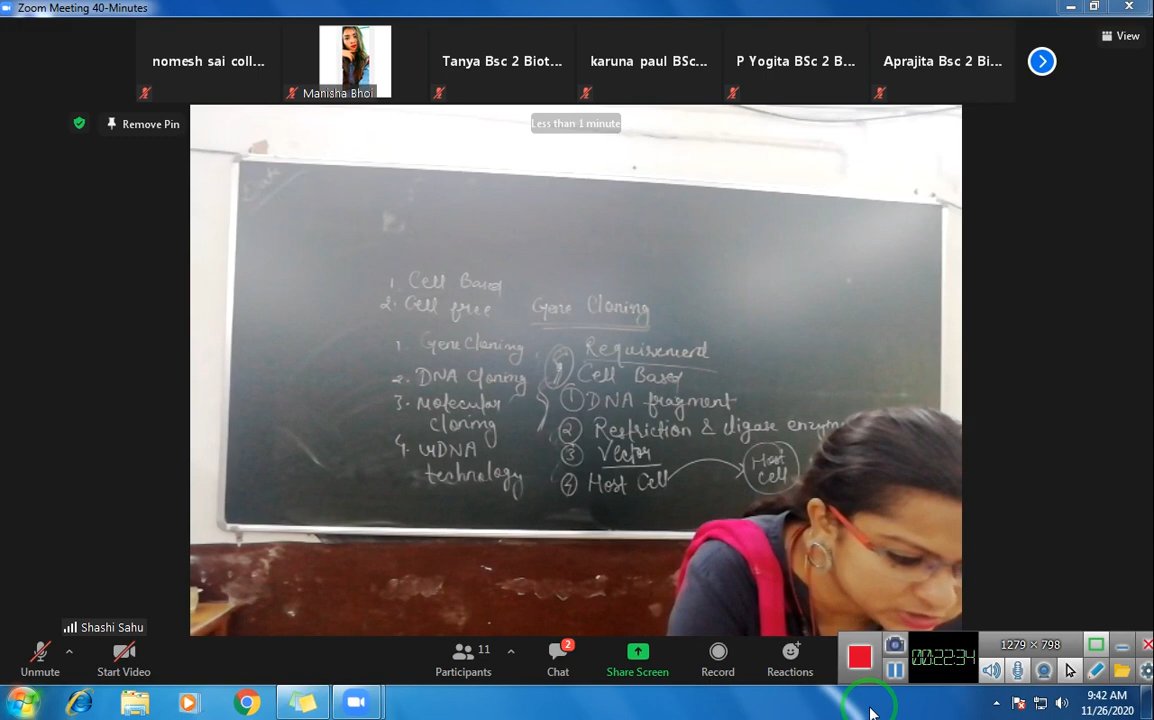 Zoom Meeting 40-Minutes
View
nomesh sai coll...
Manisha Bhoi
Tanya Bsc 2 Biot...
karuna paul BSc...
P Yogita BSc 2 B...
Aprajita Bsc 2 Bi...
Remove Pin
Less than 1 minute
1. Cell Based
2. Cell free
Gene Cloning
1. Gene Cloning
2. DNA Cloning
3. Molecular
cloning
4. rDNA
technology
Requirement
Cell Based
1 DNA fragment
2 Restriction & ligase enzym
3 Vector
4 Host Cell
Host
cell
Shashi Sahu
Unmute
Start Video
11
Participants
2
Chat
Share Screen
Record
Reactions
00:22:34
1279 × 798
9:42 AM
11/26/2020